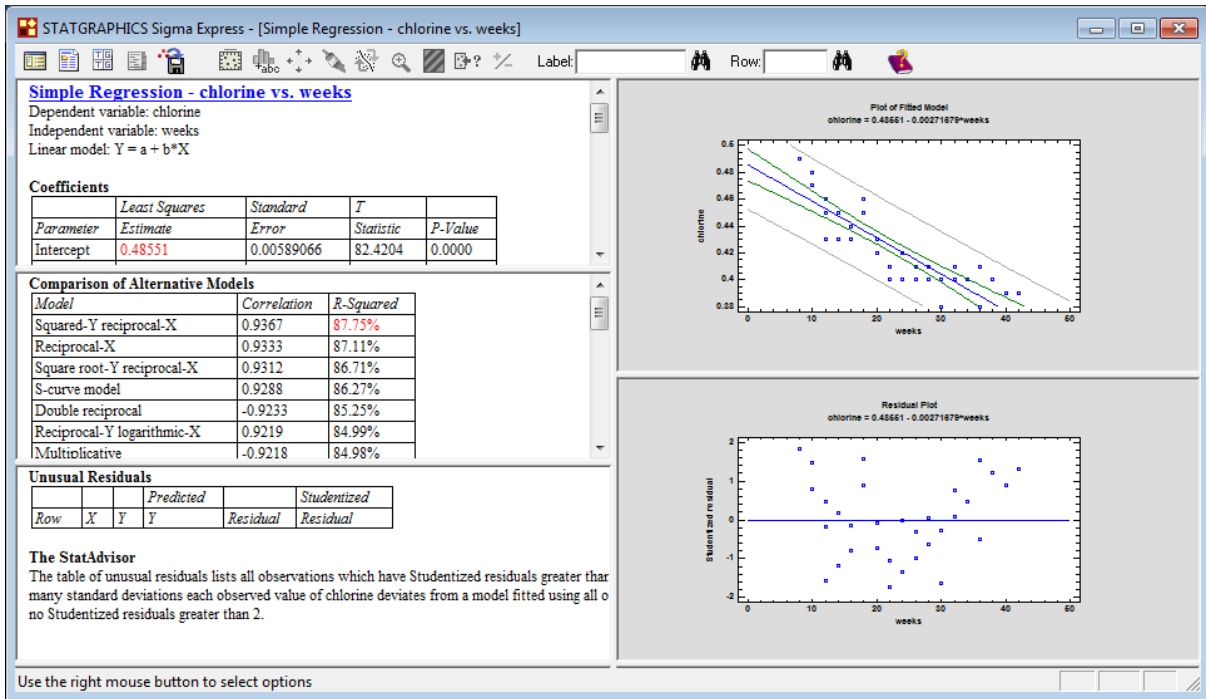 STATGRAPHICS Sigma Express - [Simple Regression - chlorine vs. weeks]
Label: Row:
Simple Regression - chlorine vs. weeks
Dependent variable: chlorine
Independent variable: weeks
Linear model: Y = a + b*X
Coefficients
Least Squares Standard T
Parameter Estimate Error Statistic P-Value
Intercept 0.48551 0.00589066 82.4204 0.0000
Comparison of Alternative Models
Model Correlation R-Squared
Squared-Y reciprocal-X 0.9367 87.75%
Reciprocal-X 0.9333 87.11%
Square root-Y reciprocal-X 0.9312 86.71%
S-curve model 0.9288 86.27%
Double reciprocal -0.9233 85.25%
Reciprocal-Y logarithmic-X 0.9219 84.99%
Multiplicative -0.9218 84.98%
Unusual Residuals
Predicted Studentized
Row X Y Y Residual Residual
The StatAdvisor
The table of unusual residuals lists all observations which have Studentized residuals greater than
many standard deviations each observed value of chlorine deviates from a model fitted using all o
no Studentized residuals greater than 2.
Plot of Fitted Model
chlorine = 0.48551 - 0.00271679*weeks
0.5
0.48
0.46
0.44
0.42
0.4
0.38
chlorine
0 10 20 30 40 50
weeks
Residual Plot
chlorine = 0.48551 - 0.00271679*weeks
2
1
0
-1
-2
Studentized residual
0 10 20 30 40 50
weeks
Use the right mouse button to select options